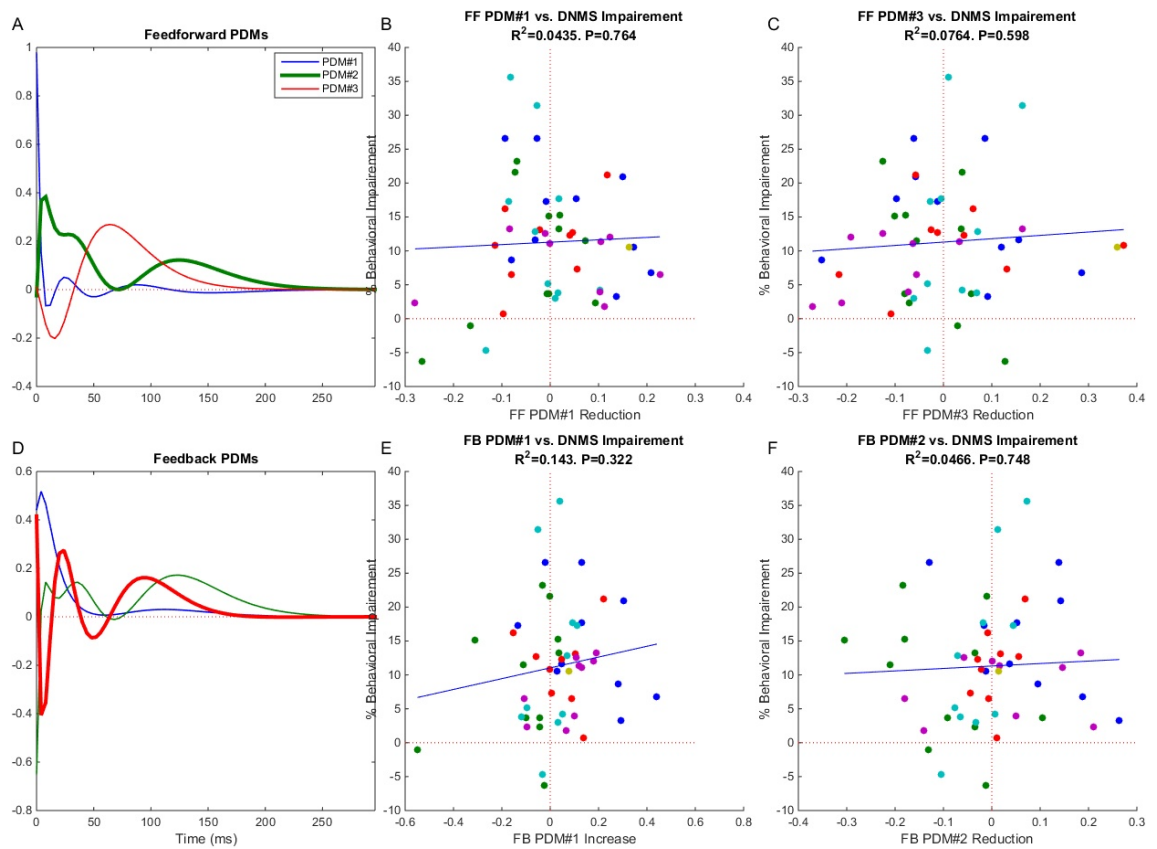 A
Feedforward PDMs
PDM#1
PDM#2
PDM#3
1
0.8
0.6
0.4
0.2
0
-0.2
-0.4
0 50 100 150 200 250
B
FF PDM#1 vs. DNMS Impairement
R²=0.0435. P=0.764
% Behavioral Impairement
40
35
30
25
20
15
10
5
0
-5
-10
-0.3 -0.2 -0.1 0 0.1 0.2 0.3 0.4
FF PDM#1 Reduction
C
FF PDM#3 vs. DNMS Impairement
R²=0.0764. P=0.598
% Behavioral Impairement
40
35
30
25
20
15
10
5
0
-5
-10
-0.3 -0.2 -0.1 0 0.1 0.2 0.3 0.4
FF PDM#3 Reduction
D
Feedback PDMs
0.6
0.4
0.2
0
-0.2
-0.4
-0.6
-0.8
0 50 100 150 200 250
Time (ms)
E
FB PDM#1 vs. DNMS Impairement
R²=0.143. P=0.322
% Behavioral Impairement
40
35
30
25
20
15
10
5
0
-5
-10
-0.6 -0.4 -0.2 0 0.2 0.4 0.6 0.8
FB PDM#1 Increase
F
FB PDM#2 vs. DNMS Impairement
R²=0.0466. P=0.748
% Behavioral Impairement
40
35
30
25
20
15
10
5
0
-5
-10
-0.4 -0.3 -0.2 -0.1 0 0.1 0.2 0.3
FB PDM#2 Reduction